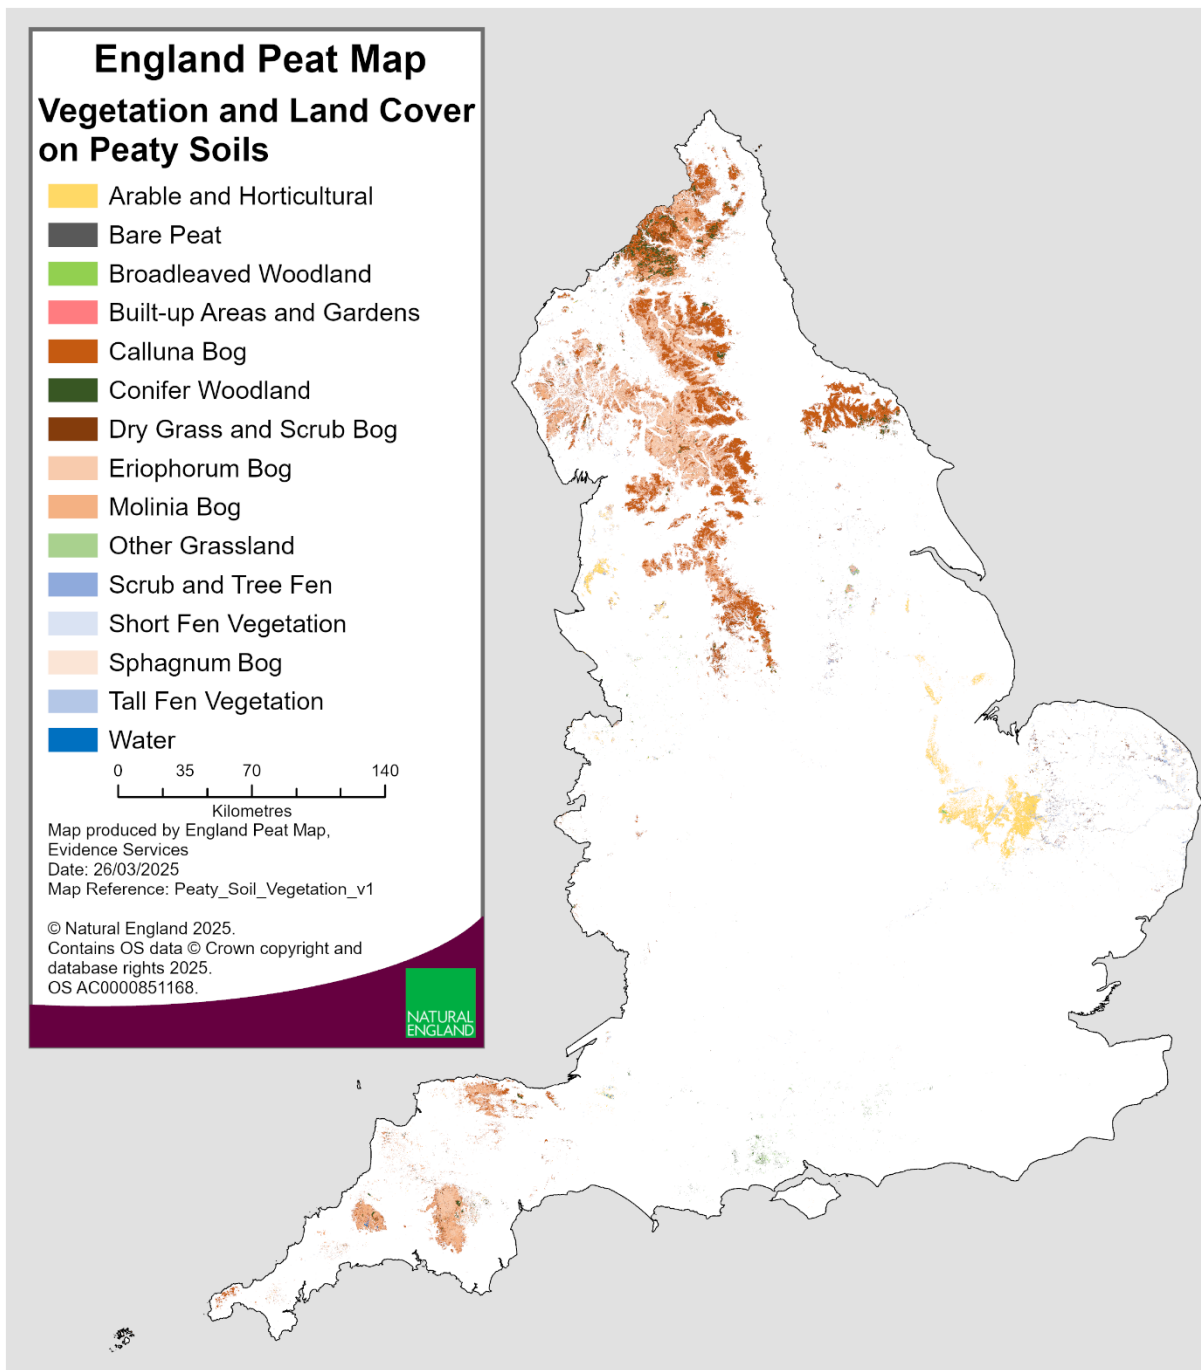 England Peat Map
Vegetation and Land Cover
on Peaty Soils
Arable and Horticultural
Bare Peat
Broadleaved Woodland
Built-up Areas and Gardens
Calluna Bog
Conifer Woodland
Dry Grass and Scrub Bog
Eriophorum Bog
Molinia Bog
Other Grassland
Scrub and Tree Fen
Short Fen Vegetation
Sphagnum Bog
Tall Fen Vegetation
Water
0 35 70 140
Kilometres
Map produced by England Peat Map,
Evidence Services
Date: 26/03/2025
Map Reference: Peaty_Soil_Vegetation_v1
© Natural England 2025.
Contains OS data © Crown copyright and
database rights 2025.
OS AC0000851168.
NATURAL
ENGLAND